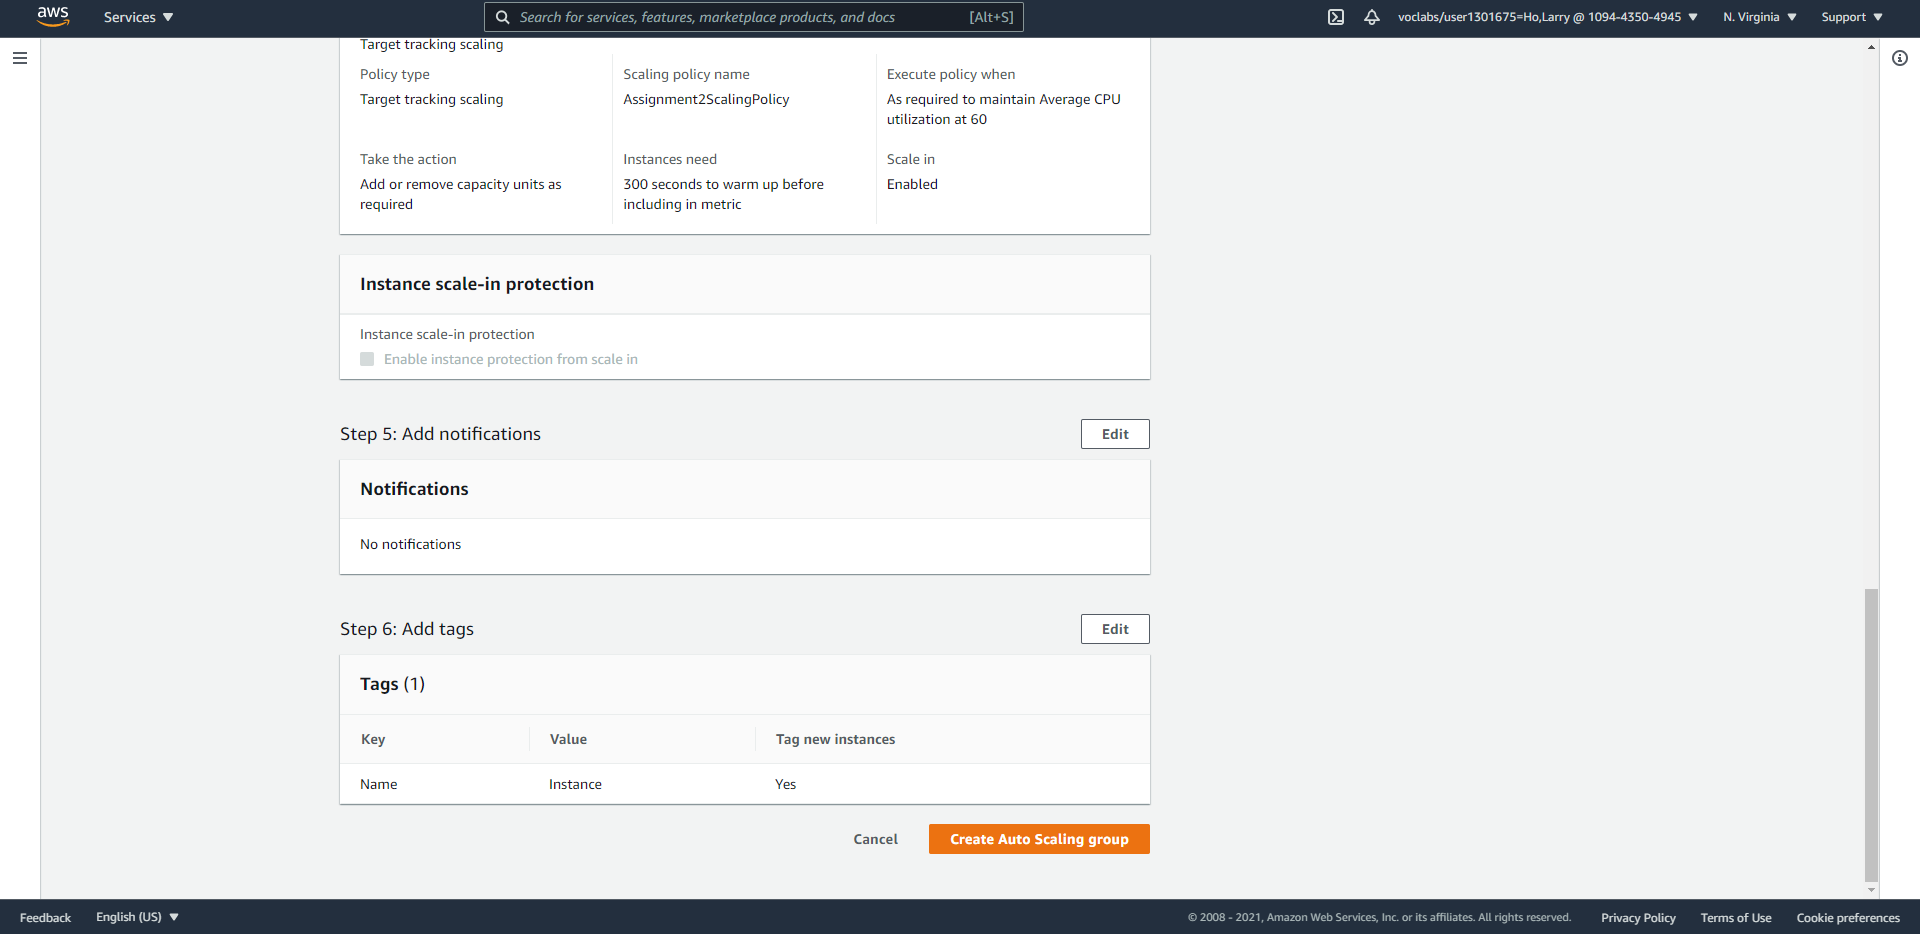 aws
Services
Search for services, features, marketplace products, and docs [Alt+S]
voclabs/user1301675=Ho,Larry @ 1094-4350-4945
N. Virginia
Support
Target tracking scaling
Policy type
Target tracking scaling
Scaling policy name
Assignment2ScalingPolicy
Execute policy when
As required to maintain Average CPU
utilization at 60
Take the action
Add or remove capacity units as
required
Instances need
300 seconds to warm up before
including in metric
Scale in
Enabled
Instance scale-in protection
Instance scale-in protection
Enable instance protection from scale in
Step 5: Add notifications
Edit
Notifications
No notifications
Step 6: Add tags
Edit
Tags (1)
Key Value Tag new instances
Name Instance Yes
Cancel
Create Auto Scaling group
Feedback
English (US)
© 2008 - 2021, Amazon Web Services, Inc. or its affiliates. All rights reserved.
Privacy Policy
Terms of Use
Cookie preferences